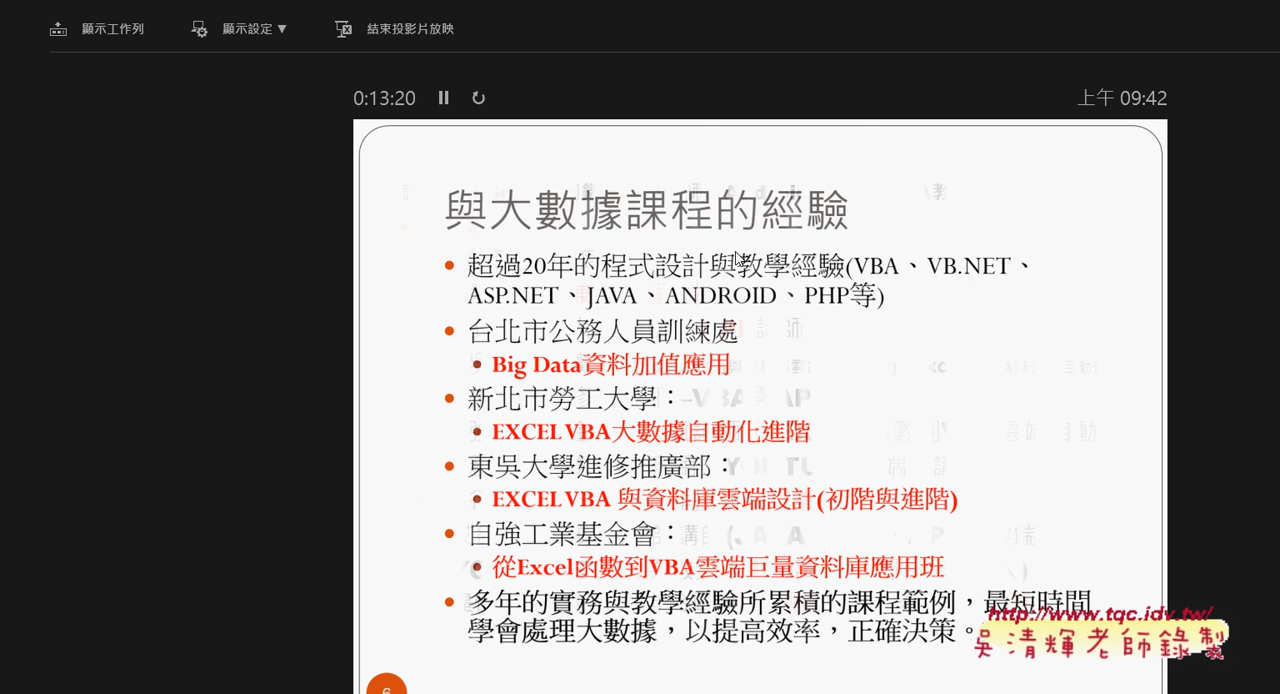 顯示工作列 顯示設定 ▼ 結束投影片放映
0:13:20 上午 09:42
與大數據課程的經驗
• 超過20年的程式設計與教學經驗(VBA、VB.NET、
ASP.NET、JAVA、ANDROID、PHP等)
• 台北市公務人員訓練處
• Big Data資料加值應用
• 新北市勞工大學：
• EXCEL VBA大數據自動化進階
• 東吳大學進修推廣部：
• EXCEL VBA 與資料庫雲端設計(初階與進階)
• 自強工業基金會：
• 從Excel函數到VBA雲端巨量資料庫應用班
• 多年的實務與教學經驗所累積的課程範例，最短時間
學會處理大數據，以提高效率，正確決策。
http://www.tqc.idv.tw/
吳清輝老師錄製
6